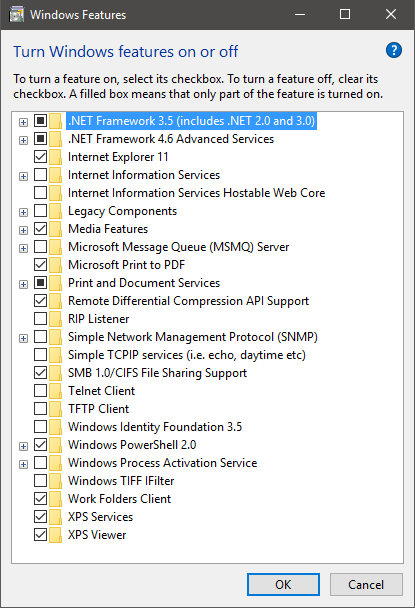 Windows Features
Turn Windows features on or off
?
To turn a feature on, select its checkbox. To turn a feature off, clear its
checkbox. A filled box means that only part of the feature is turned on.
.NET Framework 3.5 (includes .NET 2.0 and 3.0)
.NET Framework 4.6 Advanced Services
Internet Explorer 11
Internet Information Services
Internet Information Services Hostable Web Core
Legacy Components
Media Features
Microsoft Message Queue (MSMQ) Server
Microsoft Print to PDF
Print and Document Services
Remote Differential Compression API Support
RIP Listener
Simple Network Management Protocol (SNMP)
Simple TCPIP services (i.e. echo, daytime etc)
SMB 1.0/CIFS File Sharing Support
Telnet Client
TFTP Client
Windows Identity Foundation 3.5
Windows PowerShell 2.0
Windows Process Activation Service
Windows TIFF IFilter
Work Folders Client
XPS Services
XPS Viewer
OK Cancel